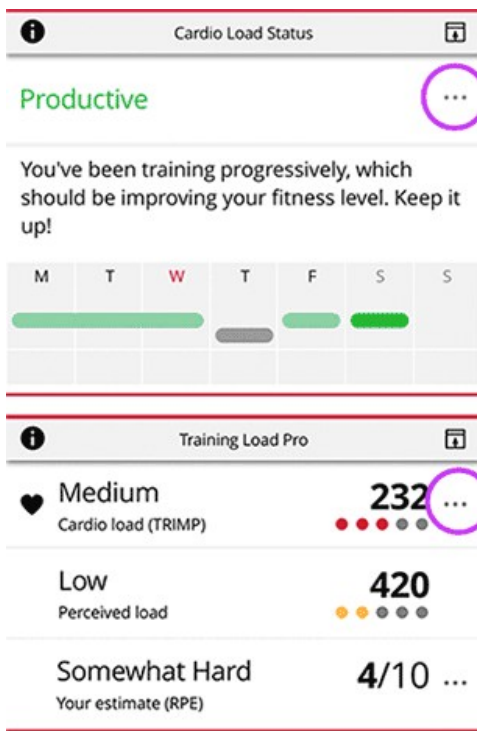 Cardio Load Status
Productive
...
You've been training progressively, which
should be improving your fitness level. Keep it
up!
M T W T F S S
Training Load Pro
Medium 232 ...
Cardio load (TRIMP)
Low 420
Perceived load
Somewhat Hard 4/10 ...
Your estimate (RPE)